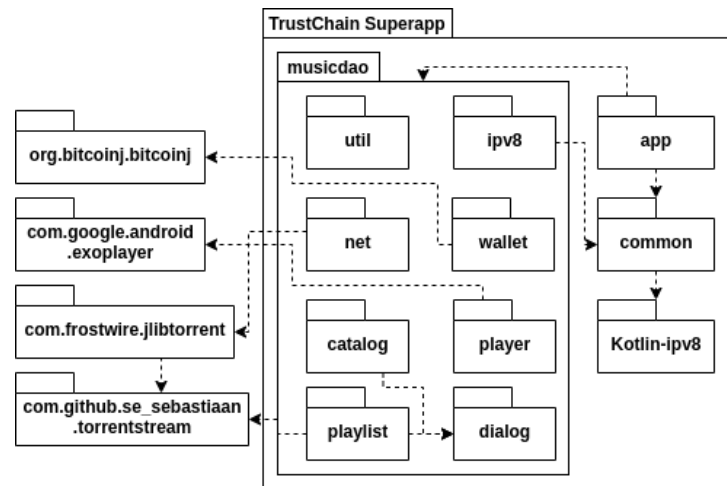 TrustChain Superapp
musicdao
util
ipv8
app
org.bitcoinj.bitcoinj
com.google.android
.exoplayer
net
wallet
common
com.frostwire.jlibtorrent
catalog
player
Kotlin-ipv8
com.github.se_sebastiaan
.torrentstream
playlist
dialog